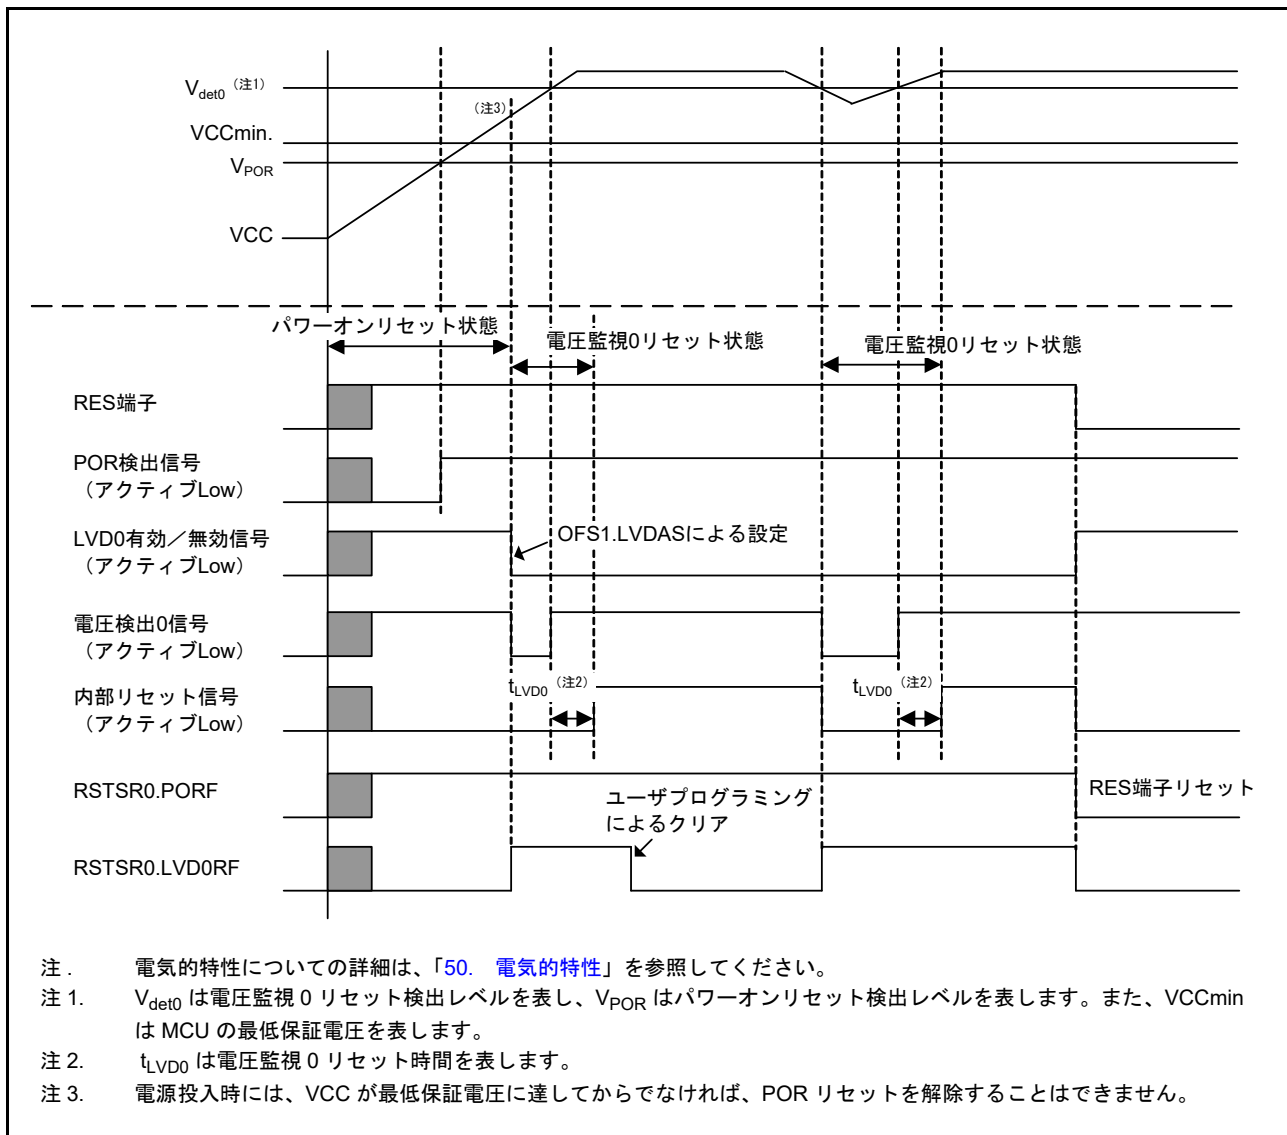 Vdet0（注1）
（注3）
VCCmin.
VPOR
VCC
パワーオンリセット状態
電圧監視0リセット状態
電圧監視0リセット状態
RES端子
POR検出信号
（アクティブLow）
LVD0有効／無効信号
（アクティブLow）
OFS1.LVDASによる設定
電圧検出0信号
（アクティブLow）
内部リセット信号
（アクティブLow）
tLVD0（注2）
tLVD0（注2）
RSTSR0.PORF
RES端子リセット
ユーザプログラミング
によるクリア
RSTSR0.LVD0RF
注 . 電気的特性についての詳細は、「50. 電気的特性」を参照してください。
注 1. Vdet0 は電圧監視 0 リセット検出レベルを表し、VPOR はパワーオンリセット検出レベルを表します。また、VCCmin
は MCU の最低保証電圧を表します。
注 2. tLVD0 は電圧監視 0 リセット時間を表します。
注 3. 電源投入時には、VCC が最低保証電圧に達してからでなければ、POR リセットを解除することはできません。